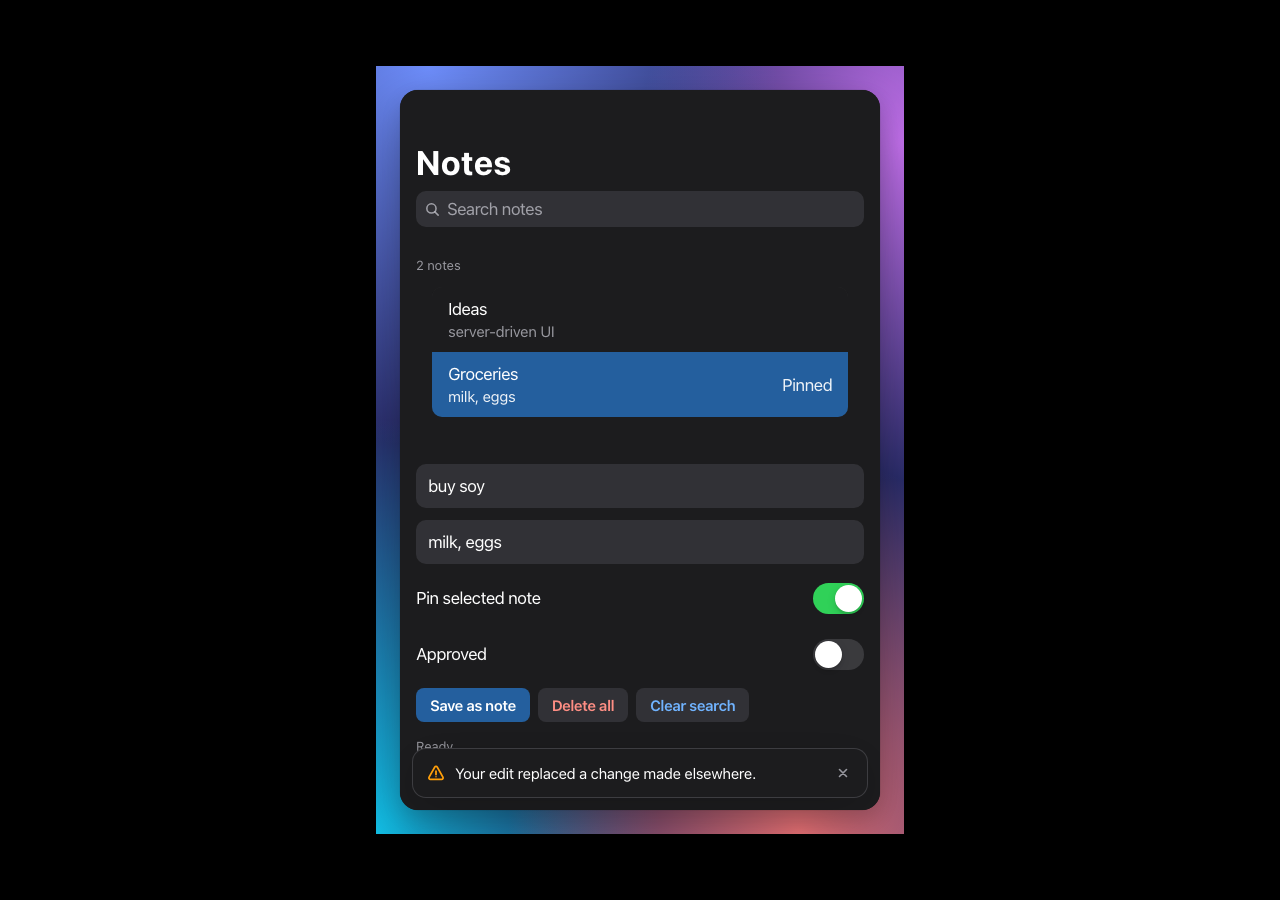 Notes
Search notes
2 notes
Ideas
server-driven UI
Groceries
milk, eggs
Pinned
buy soy
milk, eggs
Pin selected note
Approved
Save as note
Delete all
Clear search
Ready
Your edit replaced a change made elsewhere.